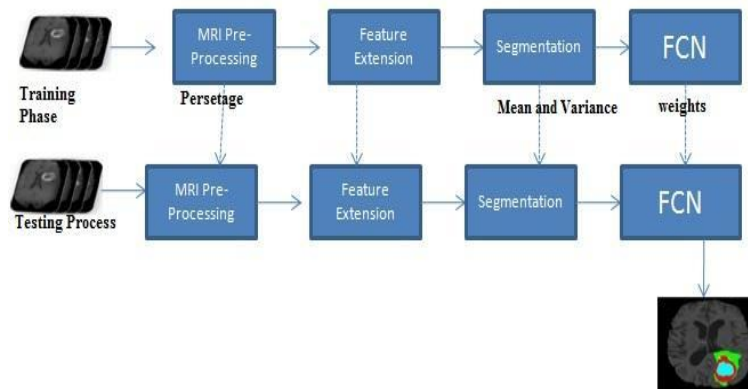 MRI Pre-
Processing
Feature
Extension
Segmentation
FCN
Training
Phase
Persetage
Mean and Variance
weights
MRI Pre-
Processing
Feature
Extension
Segmentation
FCN
Testing Process